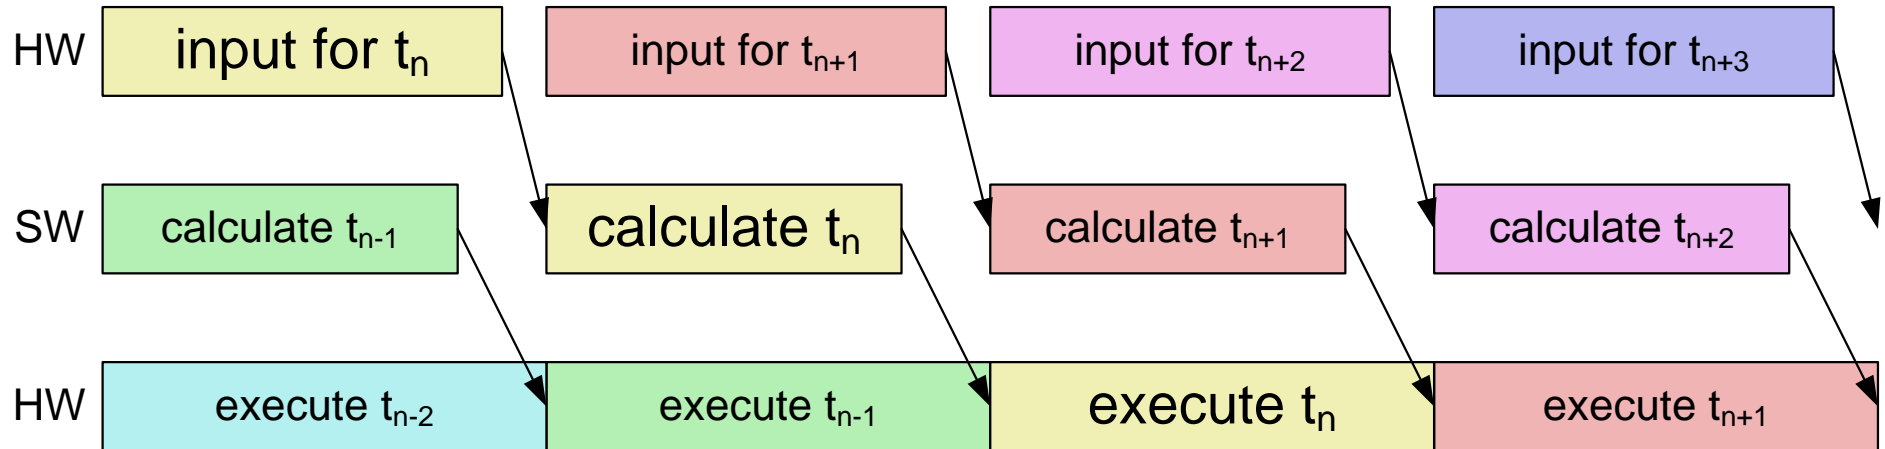 HW input for tn input for tn+1 input for tn+2 input for tn+3
SW calculate tn-1 calculate tn calculate tn+1 calculate tn+2
HW execute tn-2 execute tn-1 execute tn execute tn+1